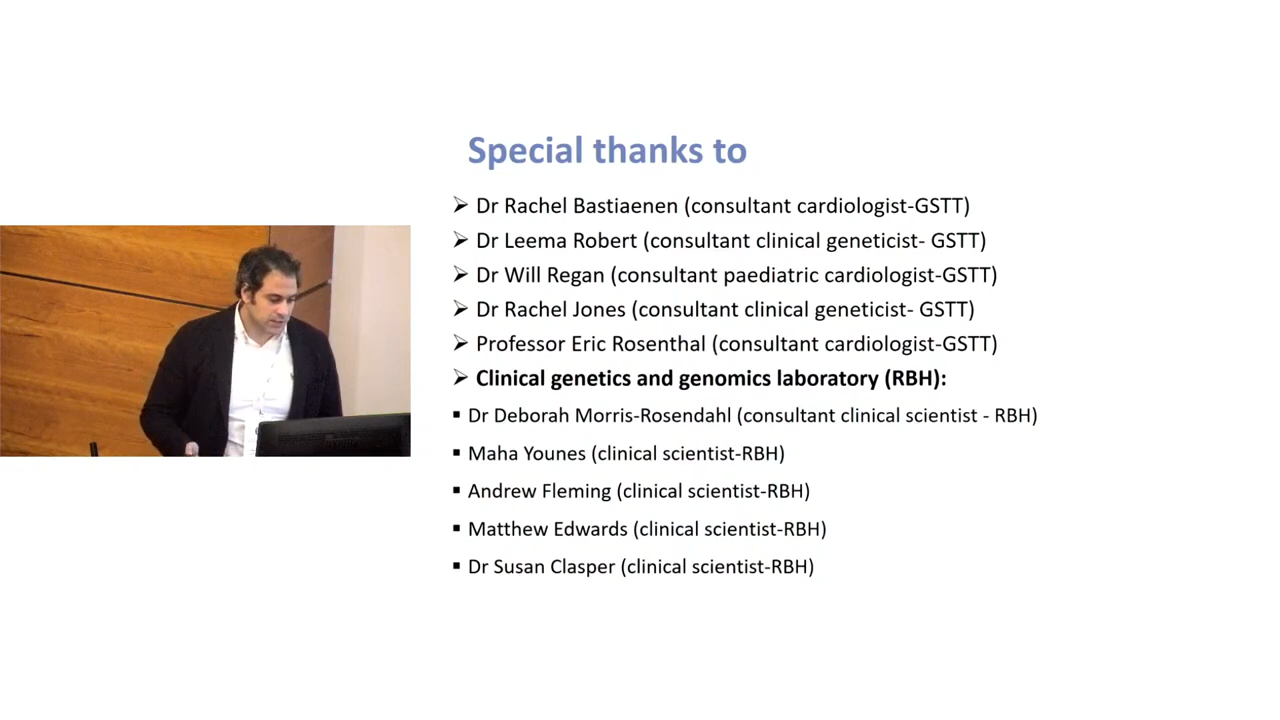 Special thanks to
➢ Dr Rachel Bastiaenen (consultant cardiologist-GSTT)
➢ Dr Leema Robert (consultant clinical geneticist- GSTT)
➢ Dr Will Regan (consultant paediatric cardiologist-GSTT)
➢ Dr Rachel Jones (consultant clinical geneticist- GSTT)
➢ Professor Eric Rosenthal (consultant cardiologist-GSTT)
➢ Clinical genetics and genomics laboratory (RBH):
▪ Dr Deborah Morris-Rosendahl (consultant clinical scientist - RBH)
▪ Maha Younes (clinical scientist-RBH)
▪ Andrew Fleming (clinical scientist-RBH)
▪ Matthew Edwards (clinical scientist-RBH)
▪ Dr Susan Clasper (clinical scientist-RBH)